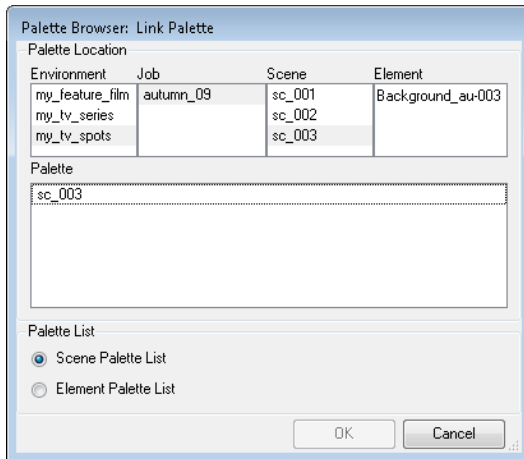 Palette Browser: Link Palette
Palette Location
Environment Job Scene Element
my_feature_film autumn_09 sc_001 Background_au-003
my_tv_series sc_002
my_tv_spots sc_003
Palette
sc_003
Palette List
Scene Palette List
Element Palette List
OK Cancel